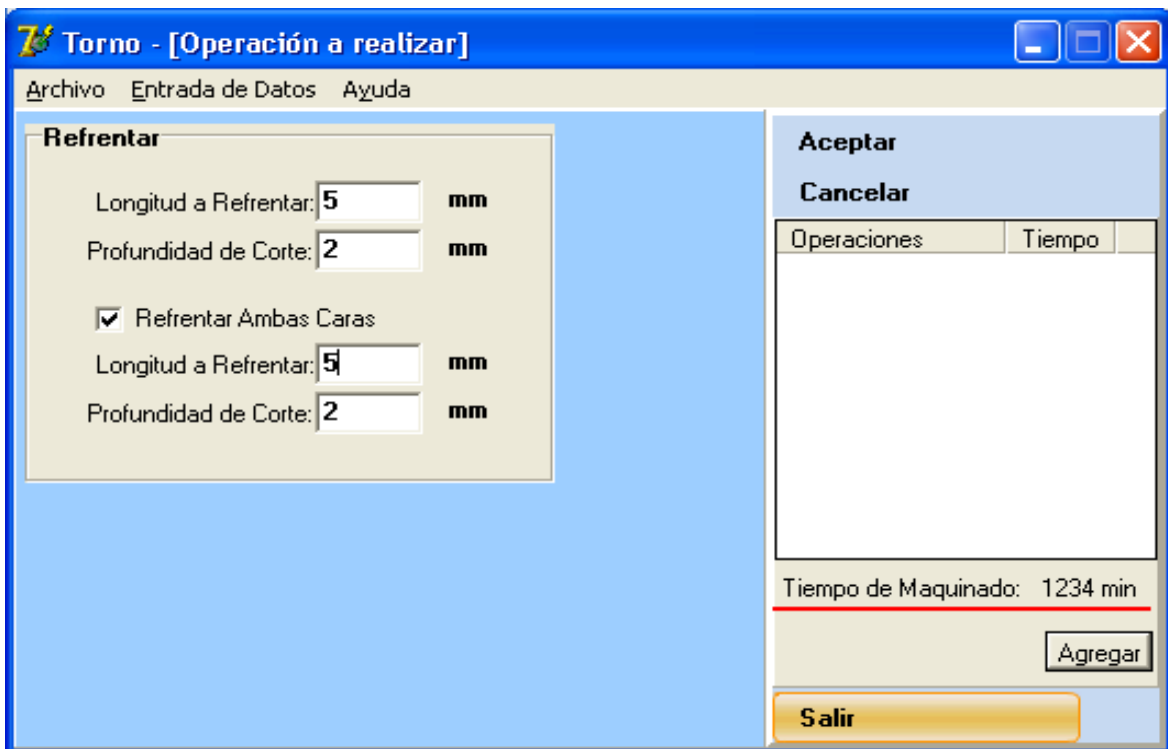 Torno - [Operación a realizar]
Archivo Entrada de Datos Ayuda
Refrentar
Longitud a Refrentar: 5 mm
Profundidad de Corte: 2 mm
Refrentar Ambas Caras
Longitud a Refrentar: 5 mm
Profundidad de Corte: 2 mm
Aceptar
Cancelar
Operaciones Tiempo
Tiempo de Maquinado: 1234 min
Agregar
Salir